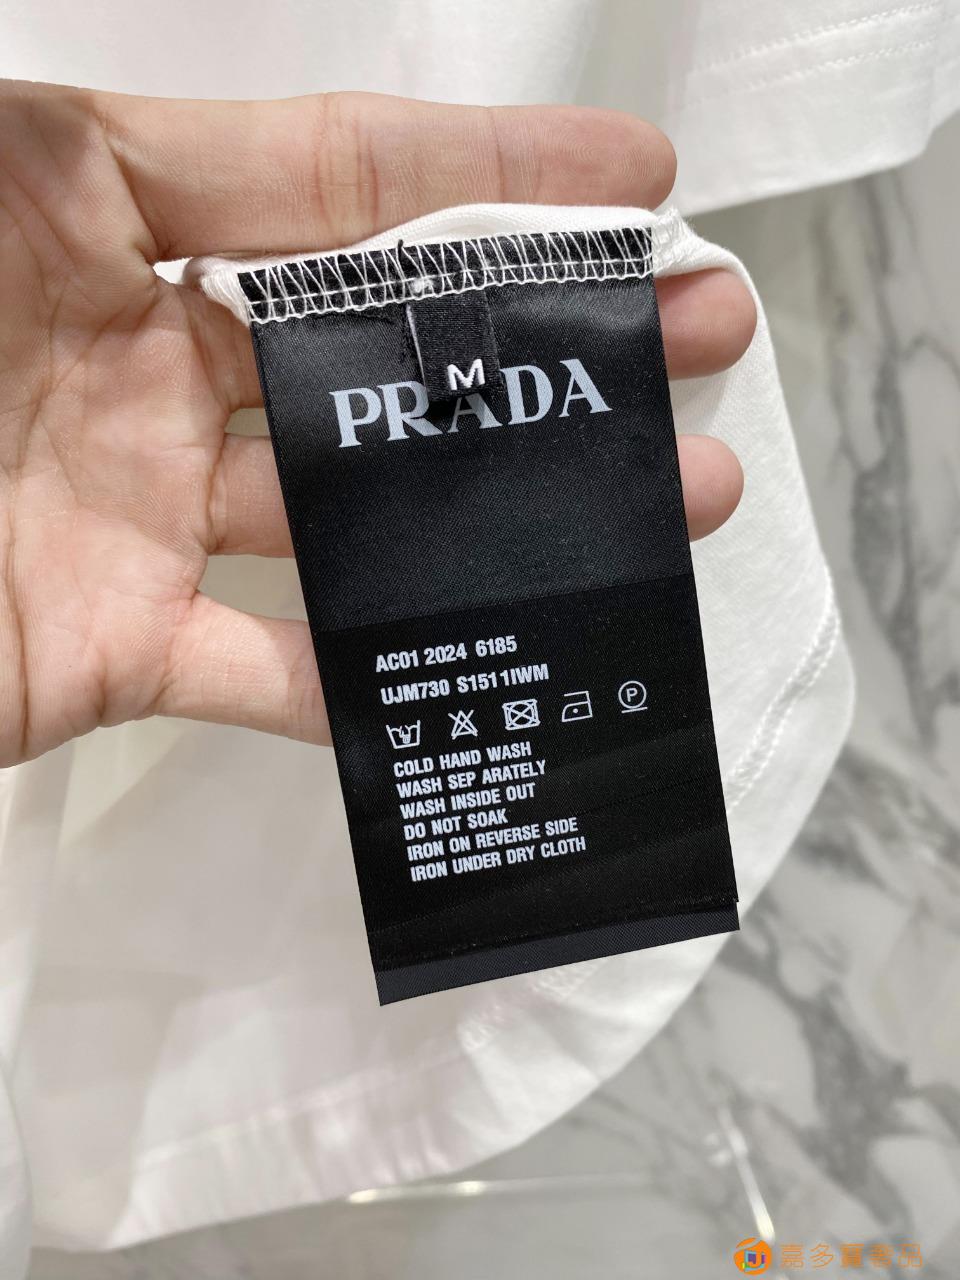 M
PRADA
AC01 2024 6185
UJM730 S1511IWM
P
COLD HAND WASH
WASH SEP ARATELY
WASH INSIDE OUT
DO NOT SOAK
IRON ON REVERSE SIDE
IRON UNDER DRY CLOTH
嘉多夏奢品